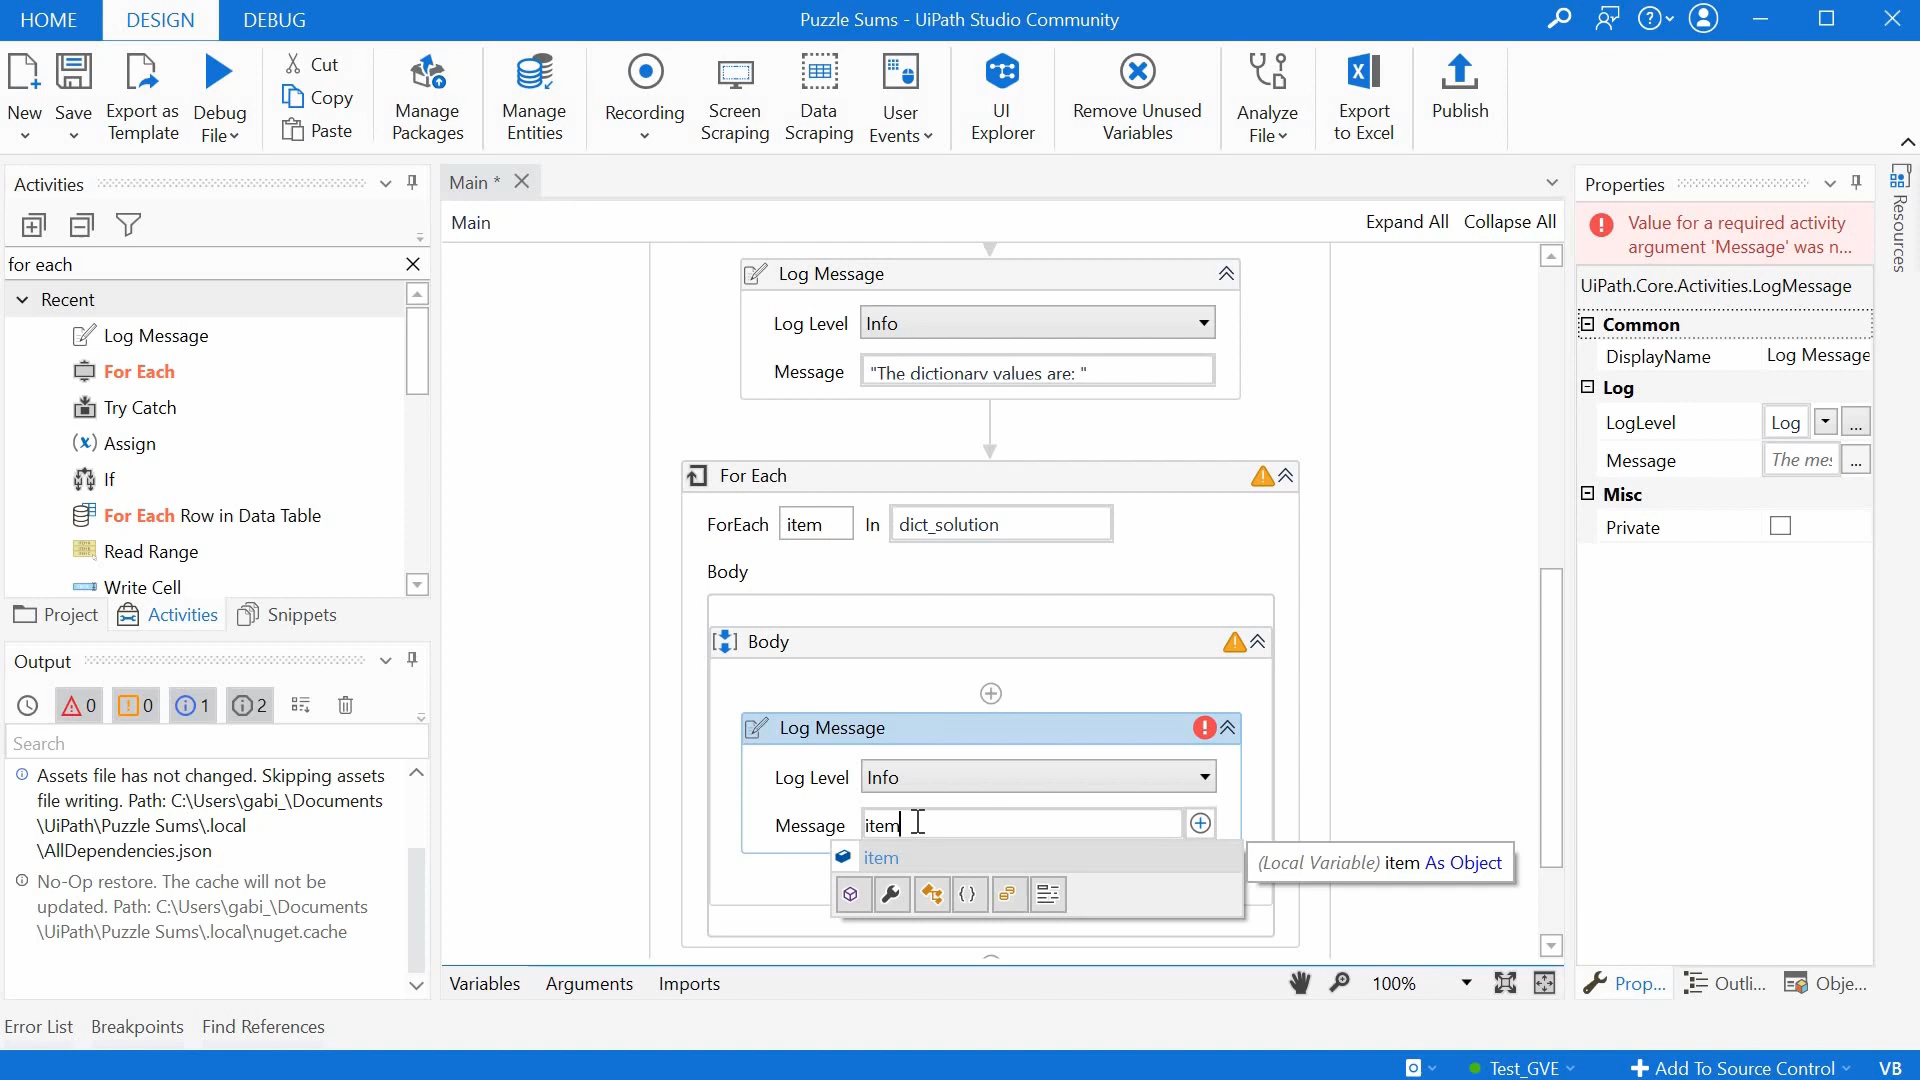 HOME
DESIGN
DEBUG
Puzzle Sums - UiPath Studio Community
New
Save
Export as
Template
Debug
File
Cut
Copy
Paste
Manage
Packages
Manage
Entities
Recording
Screen
Scraping
Data
Scraping
User
Events
UI
Explorer
Remove Unused
Variables
Analyze
File
Export
to Excel
Publish
Activities
for each
Recent
Log Message
For Each
Try Catch
Assign
If
For Each Row in Data Table
Read Range
Write Cell
Project
Activities
Snippets
Output
0
0
1
2
Search
Assets file has not changed. Skipping assets
file writing. Path: C:\Users\gabi_\Documents
\UiPath\Puzzle Sums\.local
\AllDependencies.json
No-Op restore. The cache will not be
updated. Path: C:\Users\gabi_\Documents
\UiPath\Puzzle Sums\.local\nuget.cache
Error List
Breakpoints
Find References
Main *
Main
Expand All
Collapse All
Log Message
Log Level
Info
Message
"The dictionary values are: "
For Each
ForEach
item
In
dict_solution
Body
Body
Log Message
Log Level
Info
Message
item
item
(Local Variable) item As Object
Variables
Arguments
Imports
100%
Properties
Value for a required activity
argument 'Message' was n...
UiPath.Core.Activities.LogMessage
Common
DisplayName
Log Message
Log
LogLevel
Log
...
Message
The mes
...
Misc
Private
Prop...
Outli...
Obje...
Resources
Test_GVE
Add To Source Control
VB